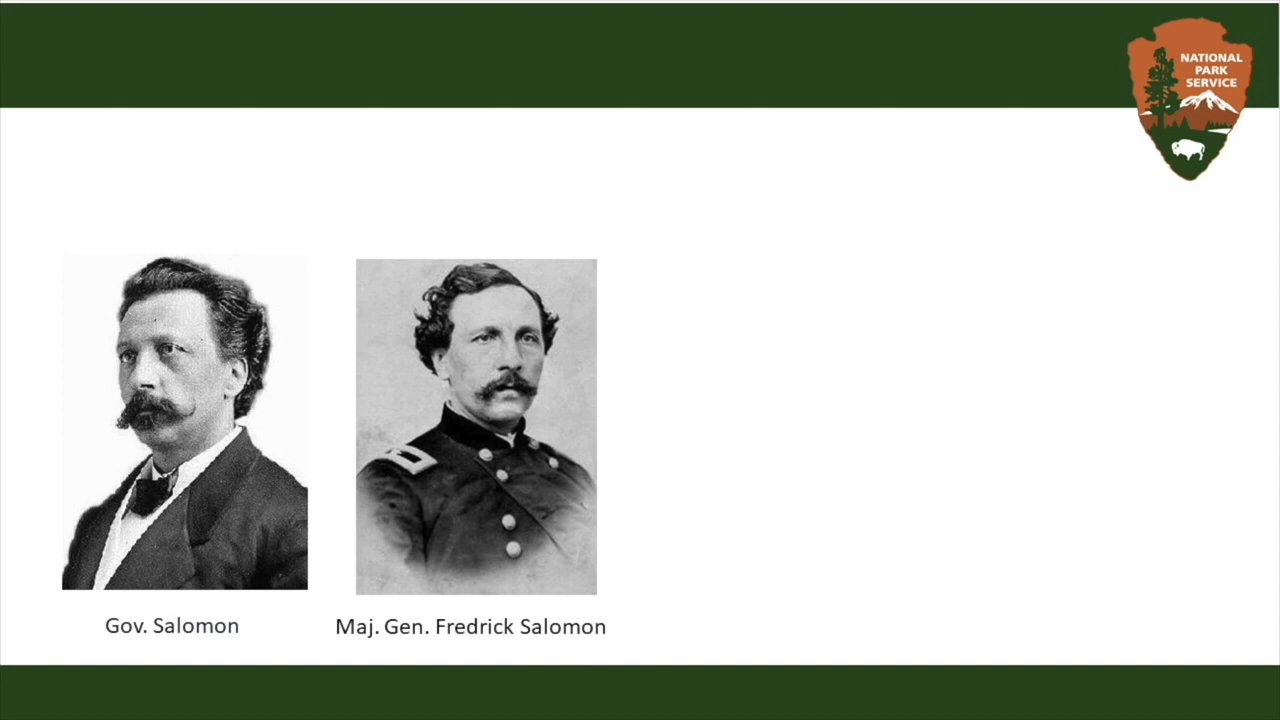 NATIONAL
PARK
SERVICE
Gov. Salomon
Maj. Gen. Fredrick Salomon